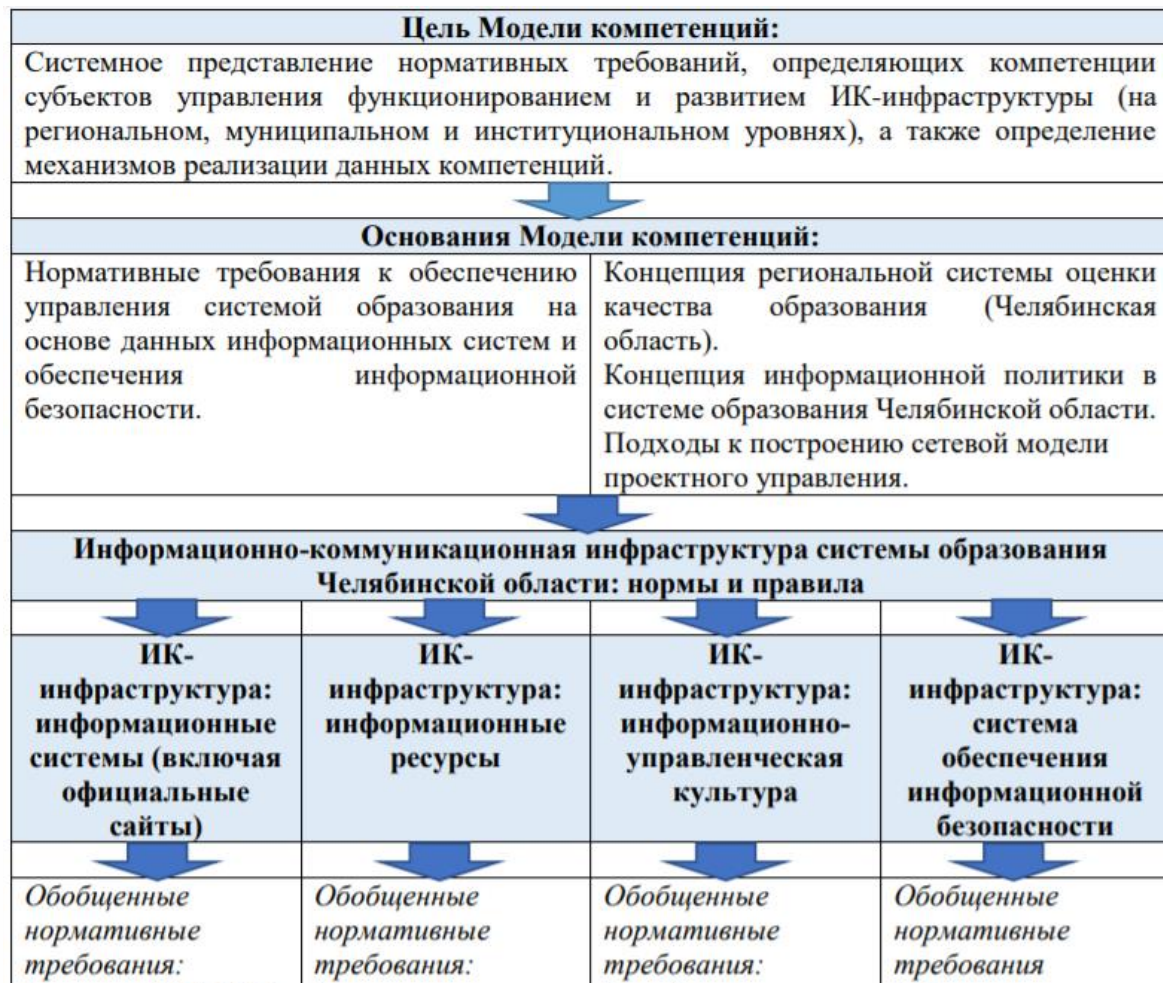 Цель Модели компетенций:
Системное представление нормативных требований, определяющих компетенции
субъектов управления функционированием и развитием ИК-инфраструктуры (на
региональном, муниципальном и институциональном уровнях), а также определение
механизмов реализации данных компетенций.
Основания Модели компетенций:
Нормативные требования к обеспечению
управления системой образования на
основе данных информационных систем и
обеспечения информационной
безопасности.
Концепция региональной системы оценки
качества образования (Челябинская
область).
Концепция информационной политики в
системе образования Челябинской области.
Подходы к построению сетевой модели
проектного управления.
Информационно-коммуникационная инфраструктура системы образования
Челябинской области: нормы и правила
ИК-
инфраструктура:
информационные
системы (включая
официальные
сайты)
ИК-
инфраструктура:
информационные
ресурсы
ИК-
инфраструктура:
информационно-
управленческая
культура
ИК-
инфраструктура:
система
обеспечения
информационной
безопасности
Обобщенные
нормативные
требования:
Обобщенные
нормативные
требования:
Обобщенные
нормативные
требования:
Обобщенные
нормативные
требования